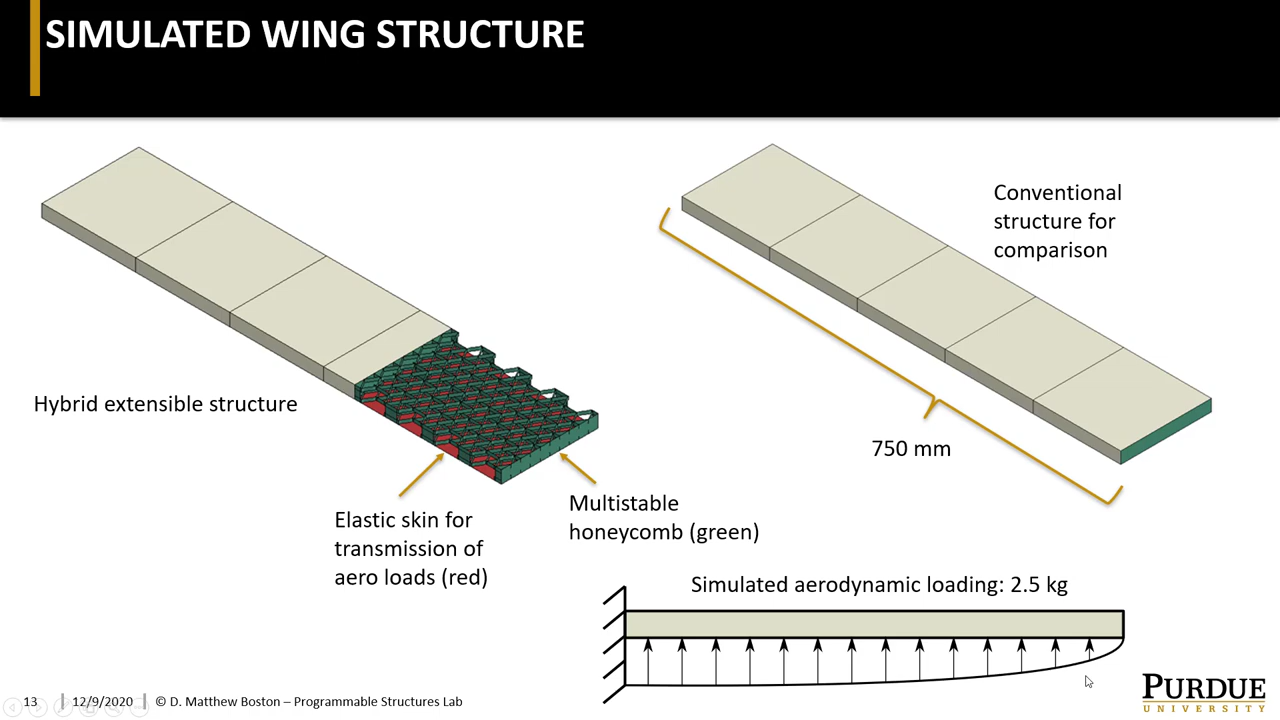 SIMULATED WING STRUCTURE
Conventional
structure for
comparison
Hybrid extensible structure
750 mm
Elastic skin for
transmission of
aero loads (red)
Multistable
honeycomb (green)
Simulated aerodynamic loading: 2.5 kg
13
12/9/2020
© D. Matthew Boston – Programmable Structures Lab
PURDUE
UNIVERSITY